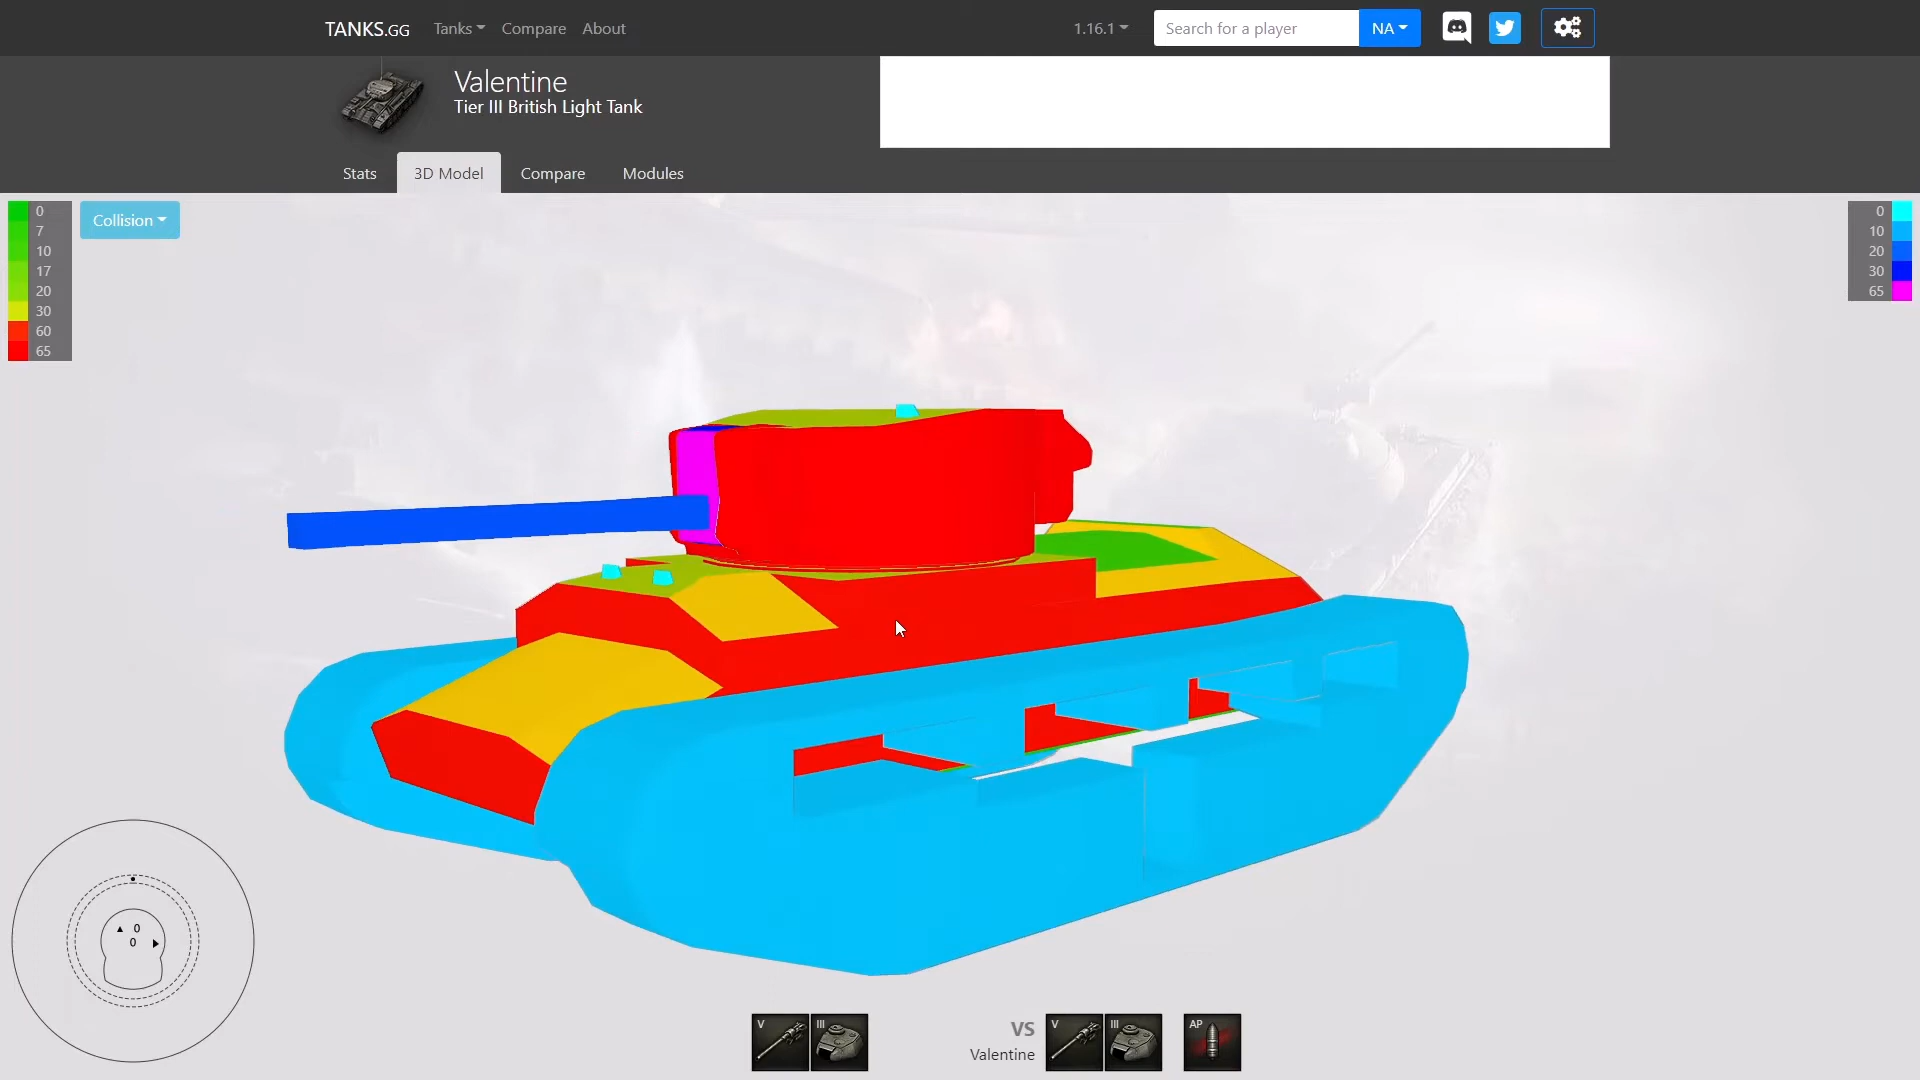 TANKS.GG Tanks Compare About 1.16.1 Search for a player NA
Valentine
Tier III British Light Tank
Stats 3D Model Compare Modules
Collision
0
7
10
17
20
30
60
65
0
10
20
30
65
0
0
V III VS V III AP
Valentine